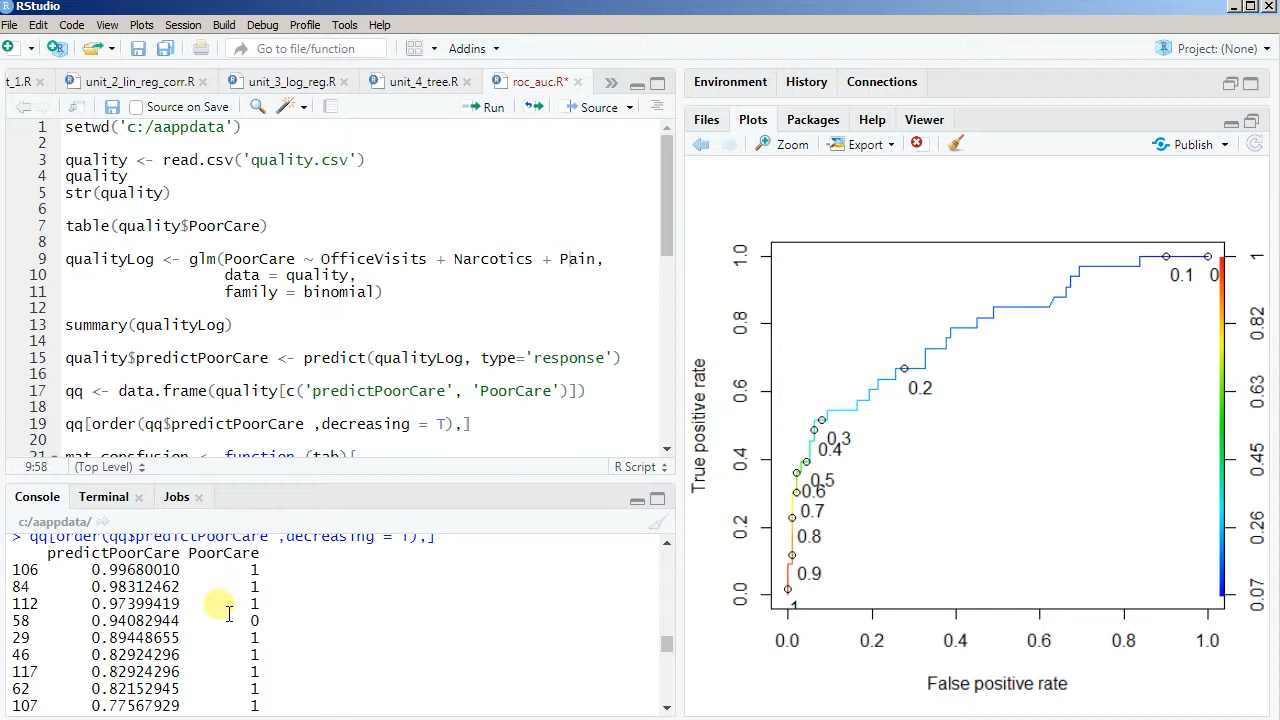 RStudio
File Edit Code View Plots Session Build Debug Profile Tools Help
Go to file/function Addins Project: (None)
t_1.R unit_2_lin_reg_corr.R unit_3_log_reg.R unit_4_tree.R roc_auc.R*
Source on Save Run Source
1 setwd('c:/aappdata')
2
3 quality <- read.csv('quality.csv')
4 quality
5 str(quality)
6
7 table(quality$PoorCare)
8
9 qualityLog <- glm(PoorCare ~ OfficeVisits + Narcotics + Pain,
10 data = quality,
11 family = binomial)
12
13 summary(qualityLog)
14
15 quality$predictPoorCare <- predict(qualityLog, type='response')
16
17 qq <- data.frame(quality[c('predictPoorCare', 'PoorCare')])
18
19 qq[order(qq$predictPoorCare ,decreasing = T),]
20
21 mat_confusion <- function (tab){
9:58 (Top Level) R Script
Console Terminal Jobs
c:/aappdata/
> qq[order(qq$predictPoorCare ,decreasing = T),]
predictPoorCare PoorCare
106 0.99680010 1
84 0.98312462 1
112 0.97399419 1
58 0.94082944 0
29 0.89448655 1
46 0.82924296 1
117 0.82924296 1
62 0.82152945 1
107 0.77567929 1
Environment History Connections
Files Plots Packages Help Viewer
Zoom Export Publish
True positive rate
1.0
0.8
0.6
0.4
0.2
0.0
0.1 0
0.2
0.3
0.4
0.5
0.6
0.7
0.8
0.9
1
1
0.82
0.63
0.45
0.26
0.07
0.0 0.2 0.4 0.6 0.8 1.0
False positive rate